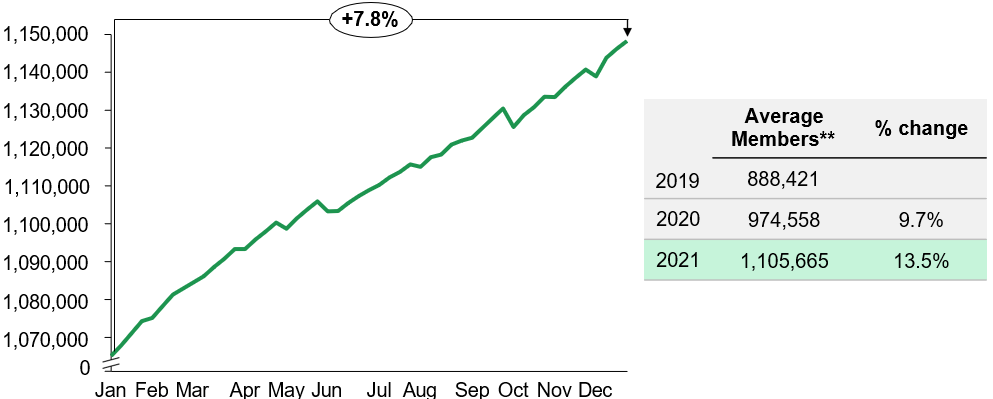 +7.8%
1,150,000
1,140,000
1,130,000
1,120,000
1,110,000
1,100,000
1,090,000
1,080,000
1,070,000
0
Jan Feb Mar Apr May Jun Jul Aug Sep Oct Nov Dec
Average
Members** % change
2019 888,421
2020 974,558 9.7%
2021 1,105,665 13.5%